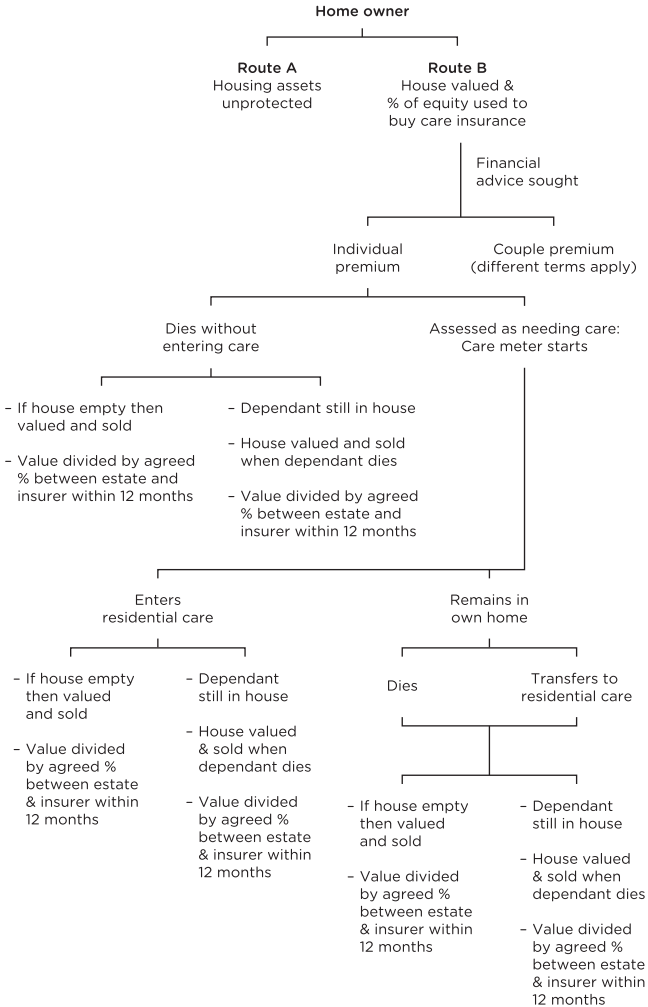 Home owner
Route A
Housing assets
unprotected
Route B
House valued &
% of equity used to
buy care insurance
Financial
advice sought
Individual
premium
Couple premium
(different terms apply)
Dies without
entering care
Assessed as needing care:
Care meter starts
– If house empty then
valued and sold
– Value divided by agreed
% between estate and
insurer within 12 months
– Dependant still in house
– House valued and sold
when dependant dies
– Value divided by agreed
% between estate and
insurer within 12 months
Enters
residential care
Remains in
own home
– If house empty
then valued
and sold
– Value divided
by agreed %
between estate
& insurer within
12 months
– Dependant
still in house
– House valued
& sold when
dependant dies
– Value divided
by agreed %
between estate
& insurer within
12 months
Dies
Transfers to
residential care
– If house empty
then valued
and sold
– Value divided
by agreed %
between estate
& insurer within
12 months
– Dependant
still in house
– House valued
& sold when
dependant dies
– Value divided
by agreed %
between estate
& insurer within
12 months